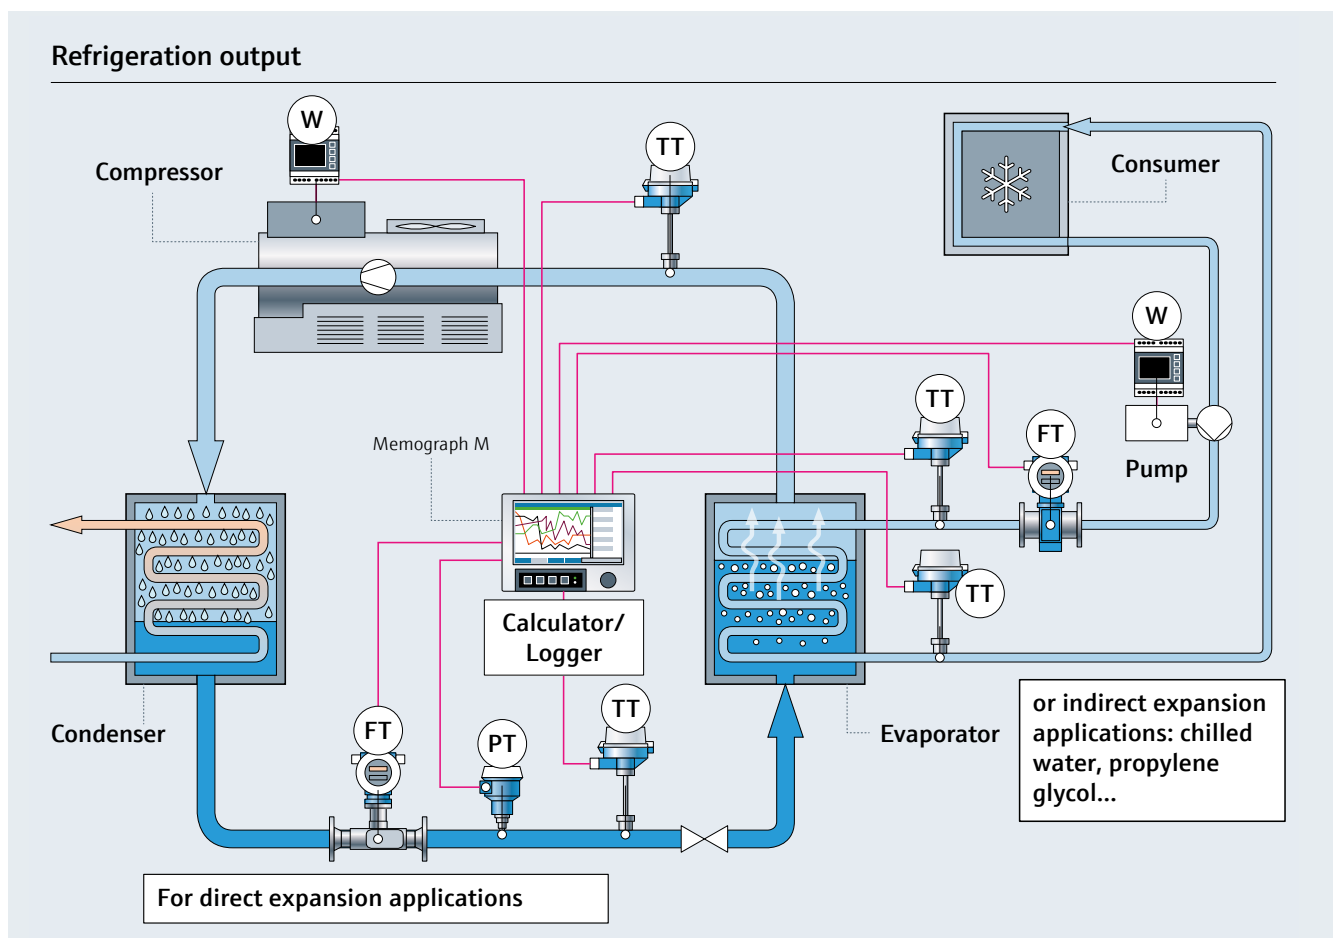 Refrigeration output
W
TT
Compressor
Consumer
W
TT
FT
Memograph M
Pump
TT
Calculator/
Logger
TT
or indirect expansion
applications: chilled
water, propylene
glycol...
Condenser
FT
PT
Evaporator
For direct expansion applications